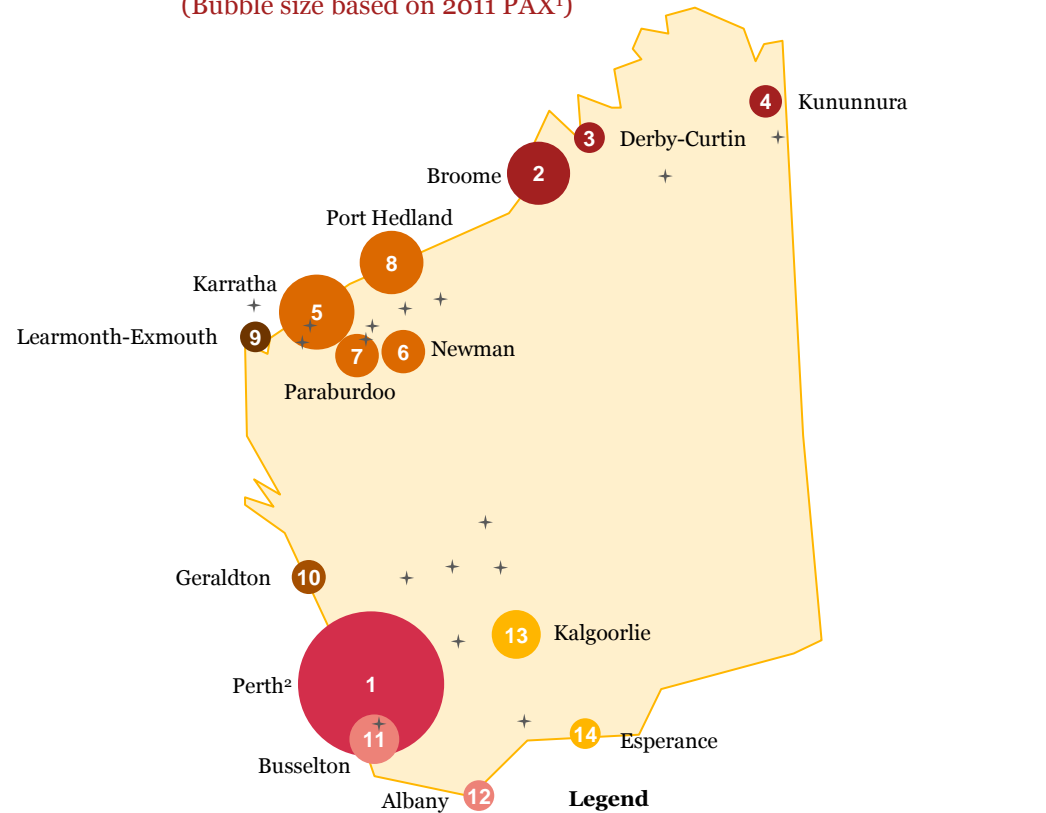 (Bubble size based on 2011 PAX¹)
4 Kununnura
3 Derby-Curtin
Broome 2
Port Hedland
8
Karratha
5
Learmonth-Exmouth 9
7 6 Newman
Paraburdoo
Geraldton 10
13 Kalgoorlie
Perth² 1
11
14 Esperance
Busselton
Albany 12
Legend